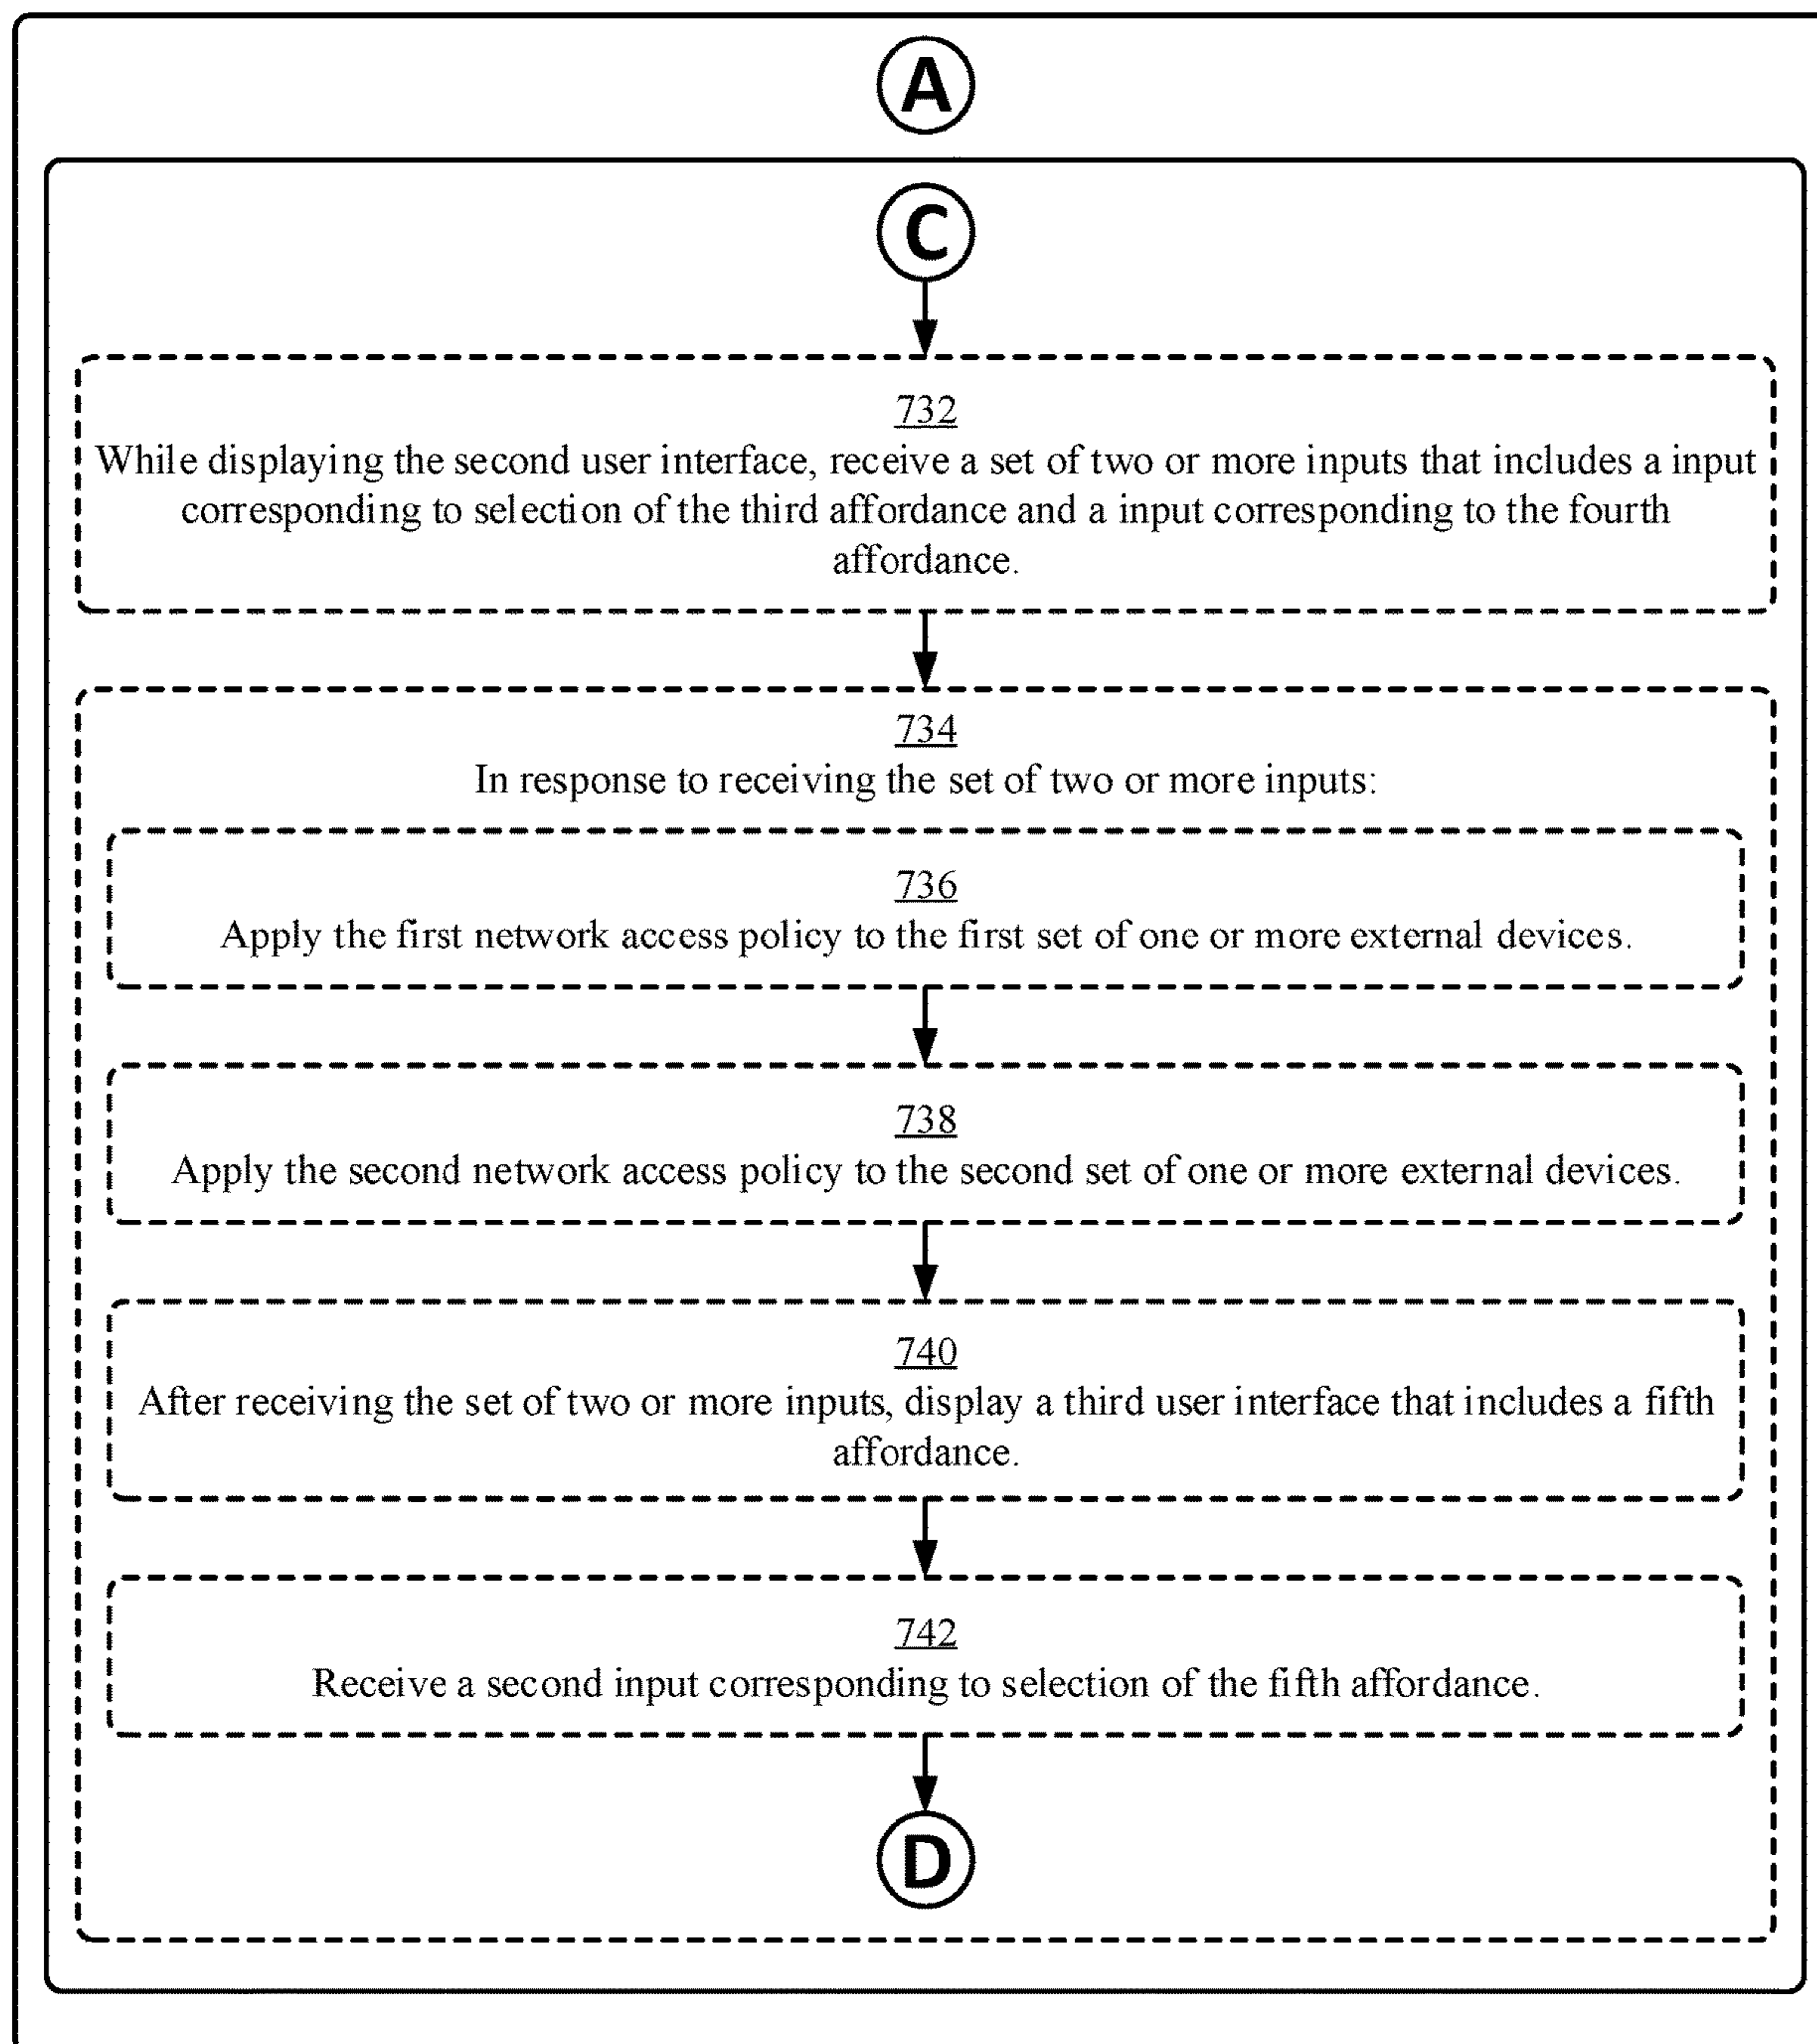 A
C
732
While displaying the second user interface, receive a set of two or more inputs that includes a input
corresponding to selection of the third affordance and a input corresponding to the fourth
affordance.
734
In response to receiving the set of two or more inputs:
736
Apply the first network access policy to the first set of one or more external devices.
738
Apply the second network access policy to the second set of one or more external devices.
740
After receiving the set of two or more inputs, display a third user interface that includes a fifth
affordance.
742
Receive a second input corresponding to selection of the fifth affordance.
D